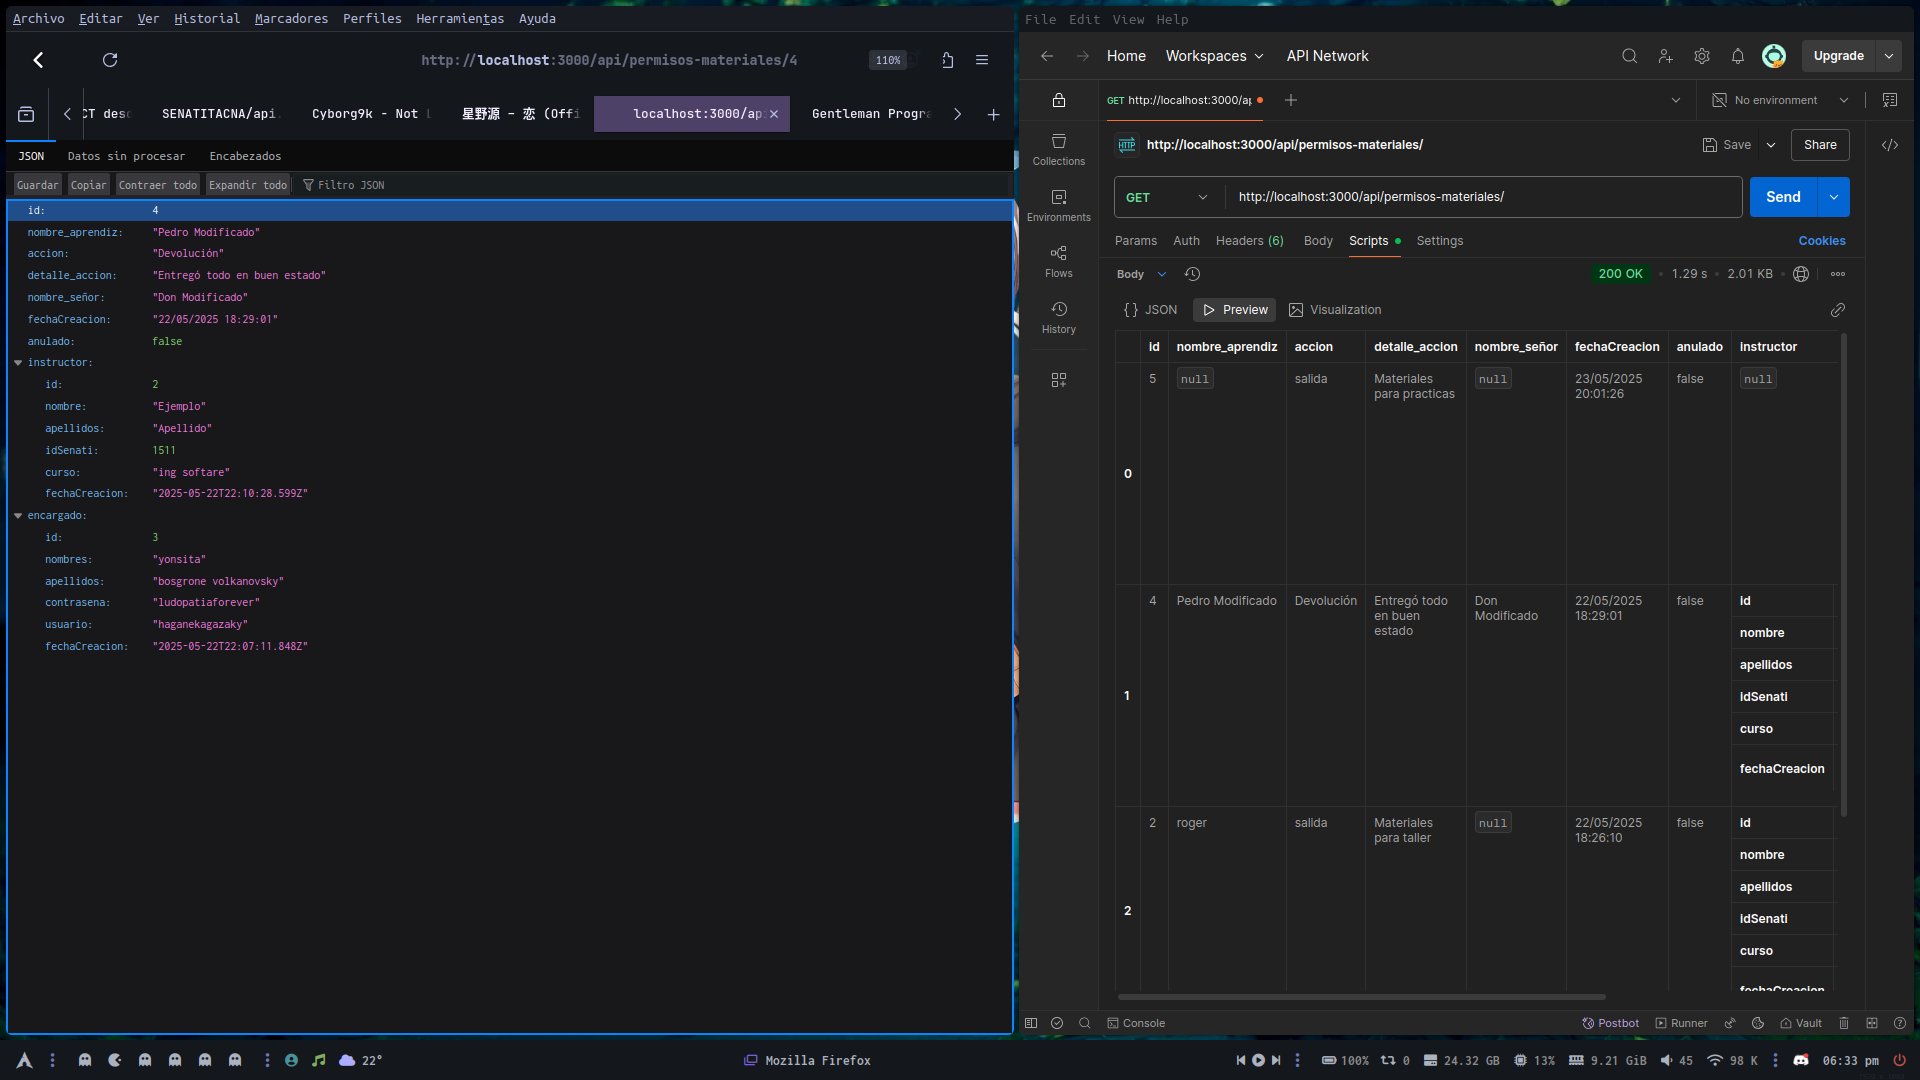 Archivo Editar Ver Historial Marcadores Perfiles Herramientas Ayuda
http://localhost:3000/api/permisos-materiales/4
110%
CT desc
SENATITACNA/api
Cyborg9k - Not
星野源 - 恋 (Offi
localhost:3000/ap
Gentleman Progra
JSON
Datos sin procesar
Encabezados
Guardar
Copiar
Contraer todo
Expandir todo
Filtro JSON
id: 4
nombre_aprendiz: "Pedro Modificado"
accion: "Devolución"
detalle_accion: "Entregó todo en buen estado"
nombre_señor: "Don Modificado"
fechaCreacion: "22/05/2025 18:29:01"
anulado: false
instructor:
id: 2
nombre: "Ejemplo"
apellidos: "Apellido"
idSenati: 1511
curso: "ing softare"
fechaCreacion: "2025-05-22T22:10:28.599Z"
encargado:
id: 3
nombres: "yonsita"
apellidos: "bosgrone volkanovsky"
contrasena: "ludopatiaforever"
usuario: "haganekagazaky"
fechaCreacion: "2025-05-22T22:07:11.848Z"
File Edit View Help
Home
Workspaces
API Network
Upgrade
GET http://localhost:3000/ap
No environment
Collections
Environments
Flows
History
HTTP http://localhost:3000/api/permisos-materiales/
Save
Share
GET
http://localhost:3000/api/permisos-materiales/
Send
Params Auth Headers (6) Body Scripts Settings
Cookies
Body
200 OK
1.29 s
2.01 KB
{} JSON
Preview
Visualization
id nombre_aprendiz accion detalle_accion nombre_señor fechaCreacion anulado instructor
0
5 null salida Materiales para practicas null 23/05/2025 20:01:26 false null
1
4 Pedro Modificado Devolución Entregó todo en buen estado Don Modificado 22/05/2025 18:29:01 false
id
nombre
apellidos
idSenati
curso
fechaCreacion
2
2 roger salida Materiales para taller null 22/05/2025 18:26:10 false
id
nombre
apellidos
idSenati
curso
fechaCreacion
Console
Postbot
Runner
Vault
22°
Mozilla Firefox
100%
0
24.32 GB
13%
9.21 GiB
45
98 K
06:33 pm